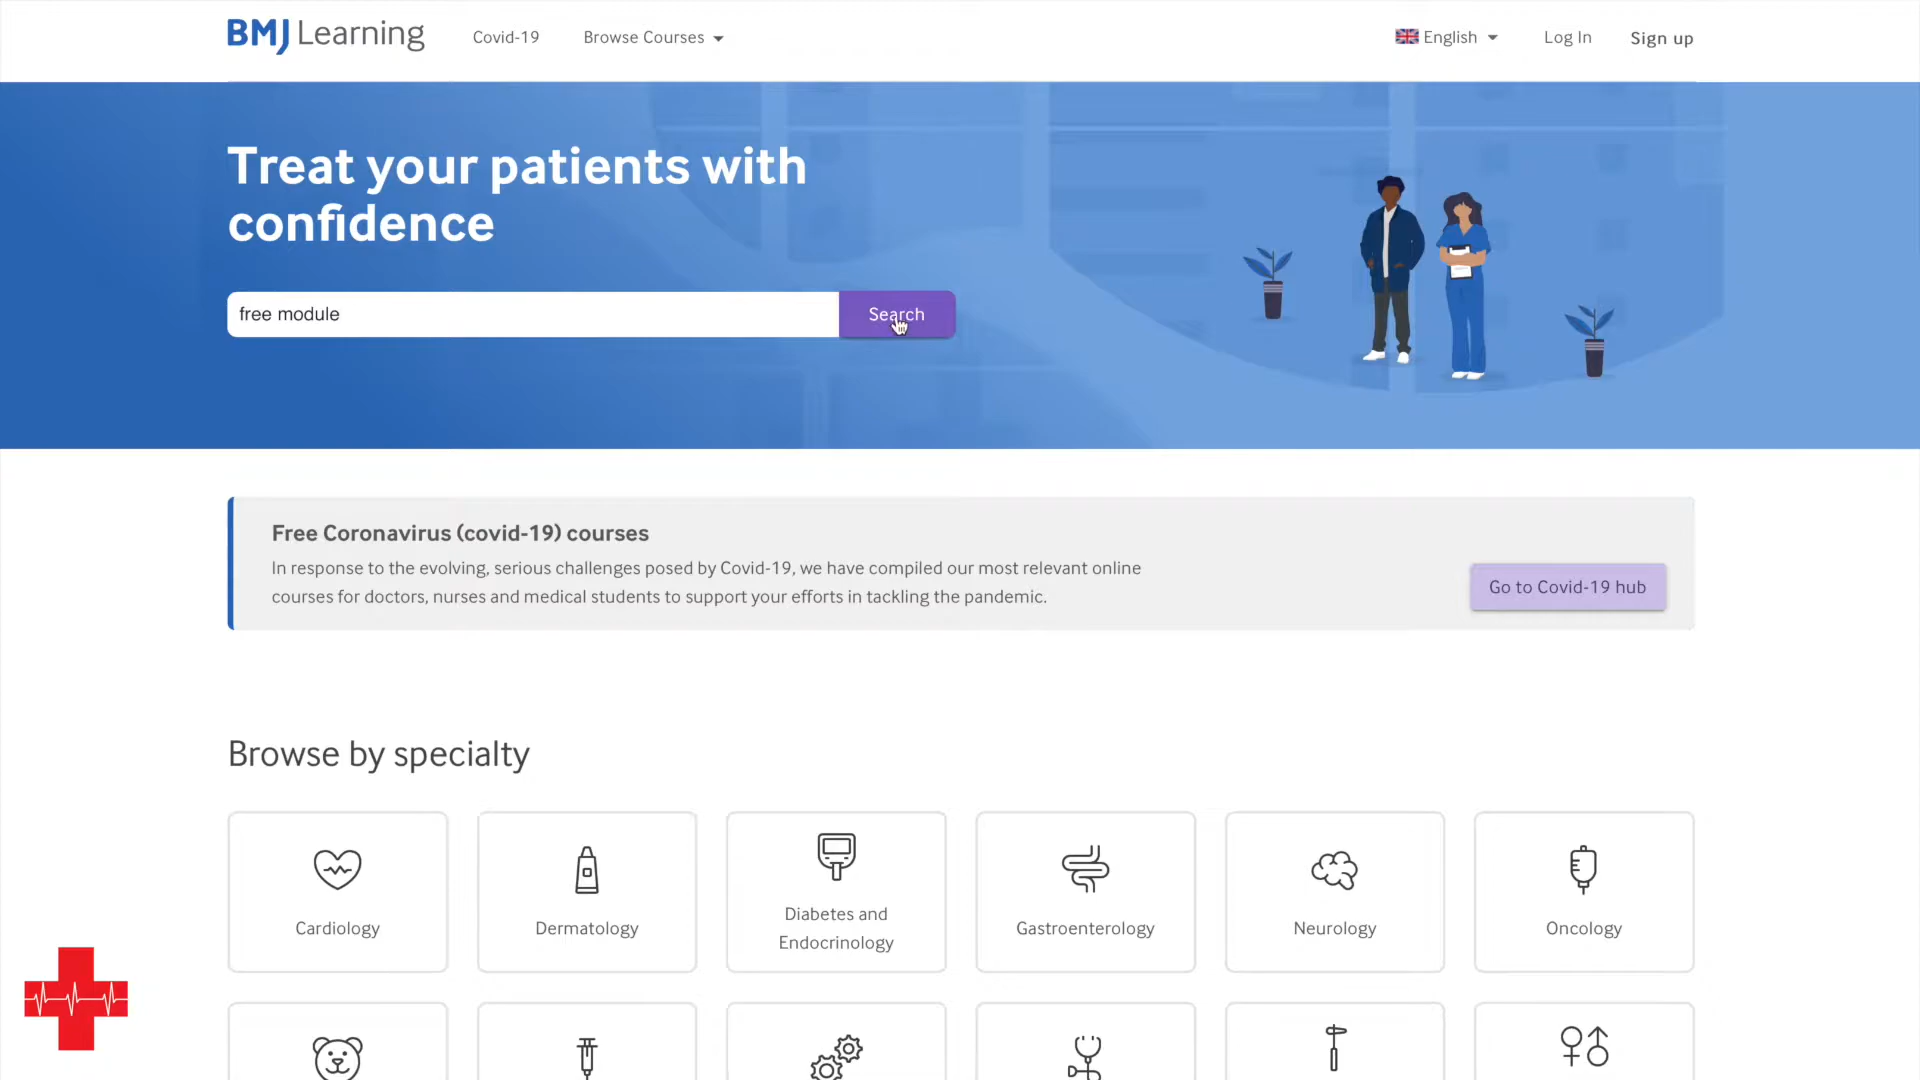 BMJ Learning
Covid-19
Browse Courses
English
Log In
Sign up
Treat your patients with
confidence
free module
Search
Free Coronavirus (covid-19) courses
In response to the evolving, serious challenges posed by Covid-19, we have compiled our most relevant online
courses for doctors, nurses and medical students to support your efforts in tackling the pandemic.
Go to Covid-19 hub
Browse by specialty
Cardiology
Dermatology
Diabetes and
Endocrinology
Gastroenterology
Neurology
Oncology